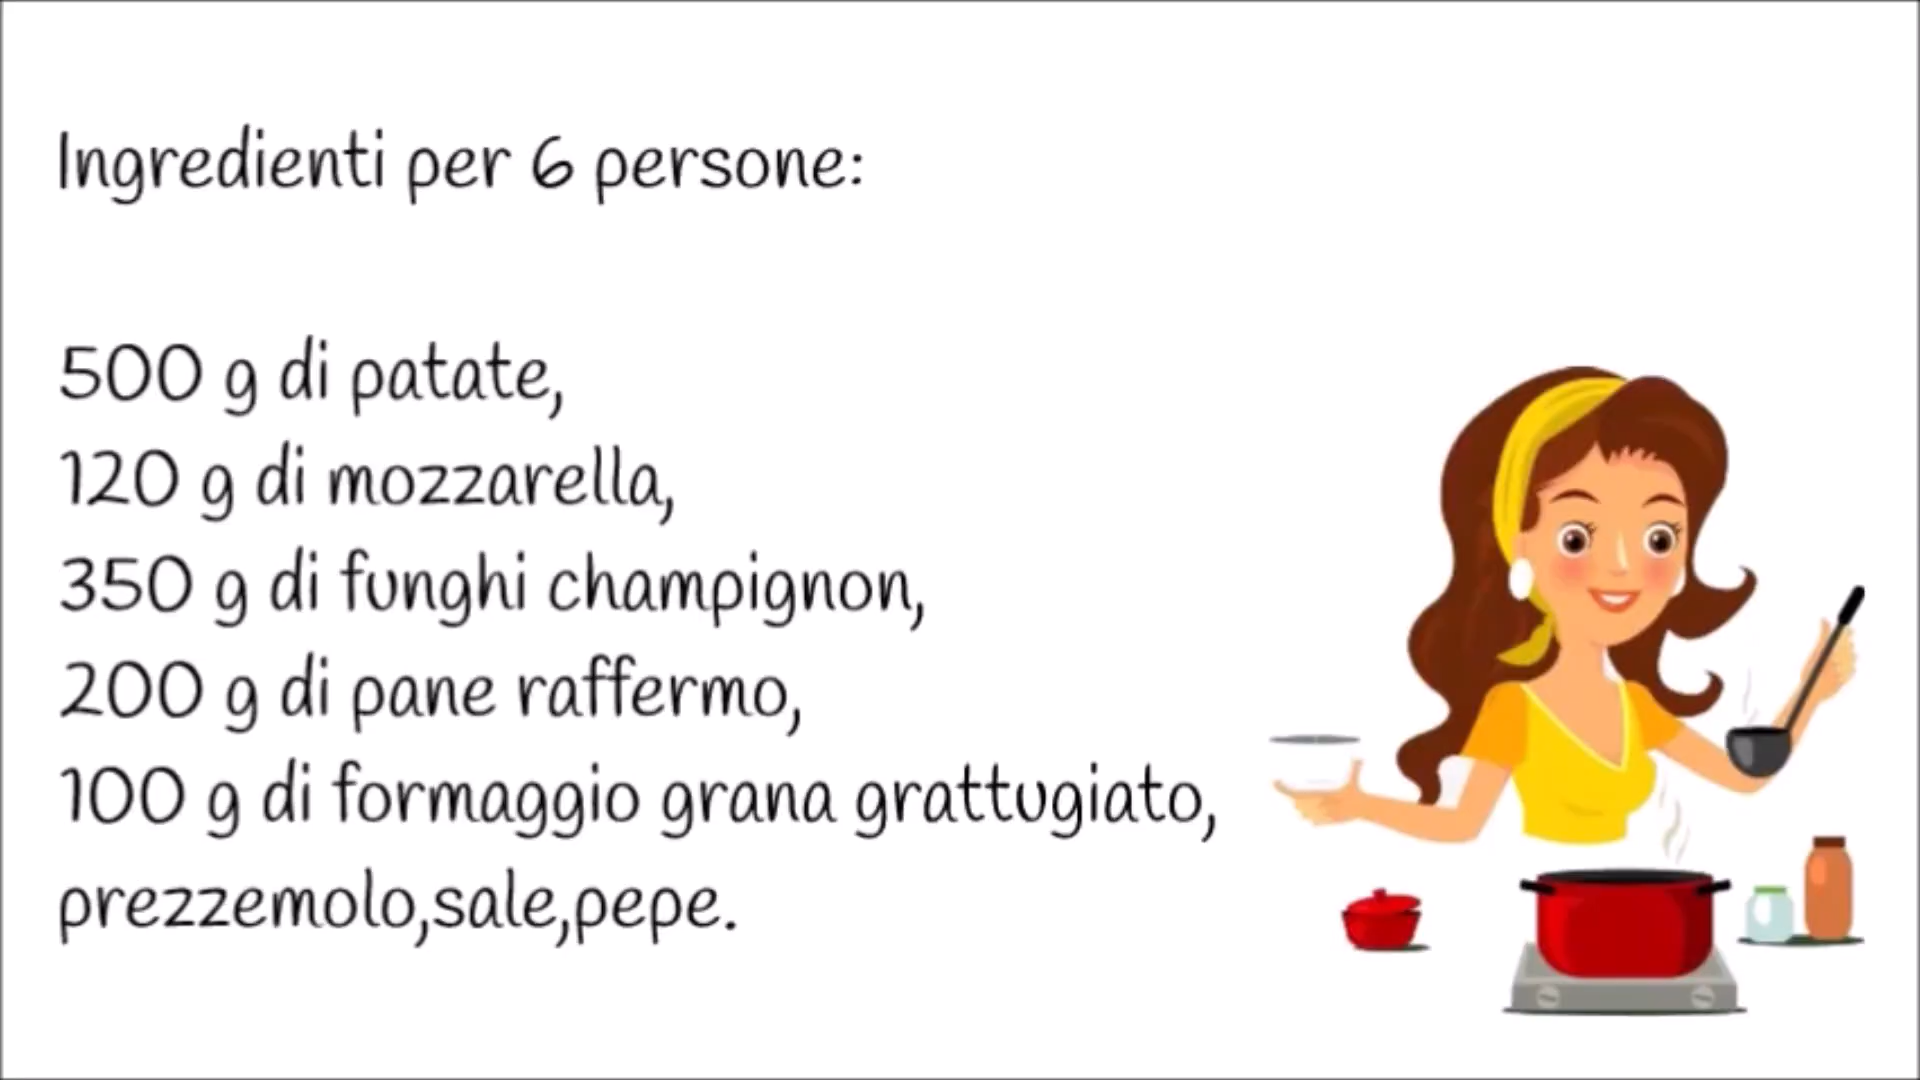 Ingredienti per 6 persone:
500 g di patate,
120 g di mozzarella,
350 g di funghi champignon,
200 g di pane raffermo,
100 g di formaggio grana grattugiato,
prezzemolo,sale,pepe.